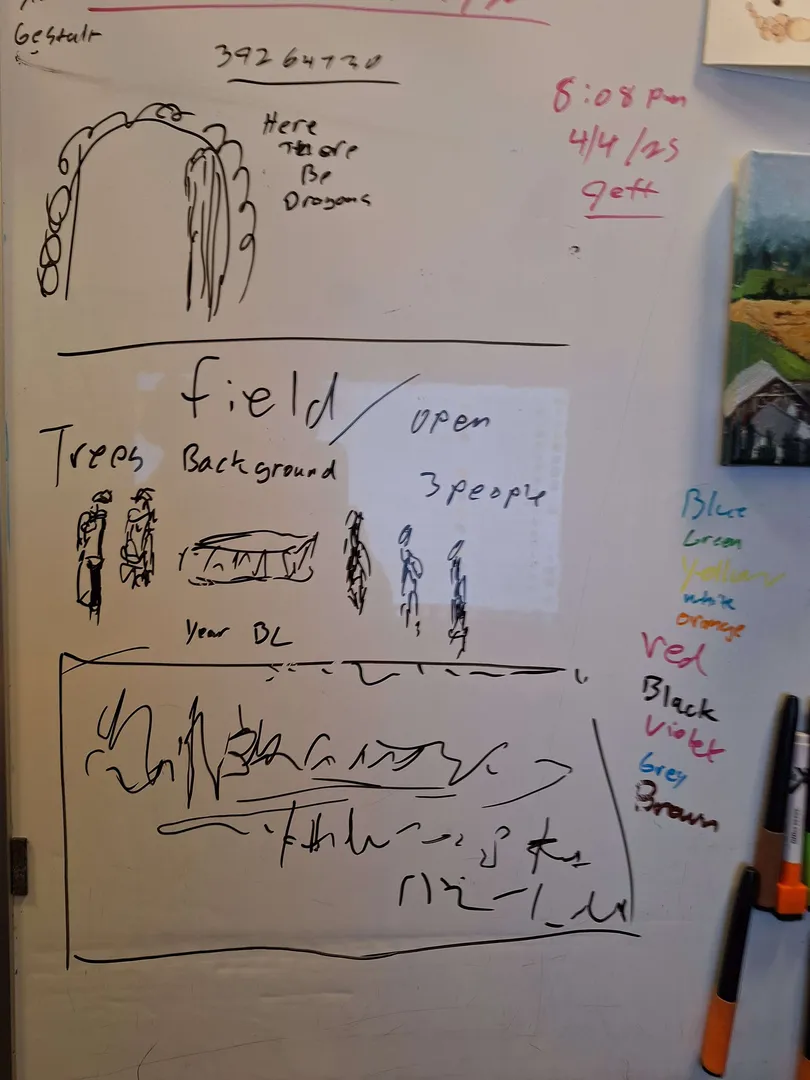 Gestalt
39264730
Here
There
Be
Dragons
8:08 pm
4/4/25
Jeff
field/
open
Trees Background
3 people
Year BL
Blue
Green
Yellow
white
orange
red
Black
Violet
Grey
Brown